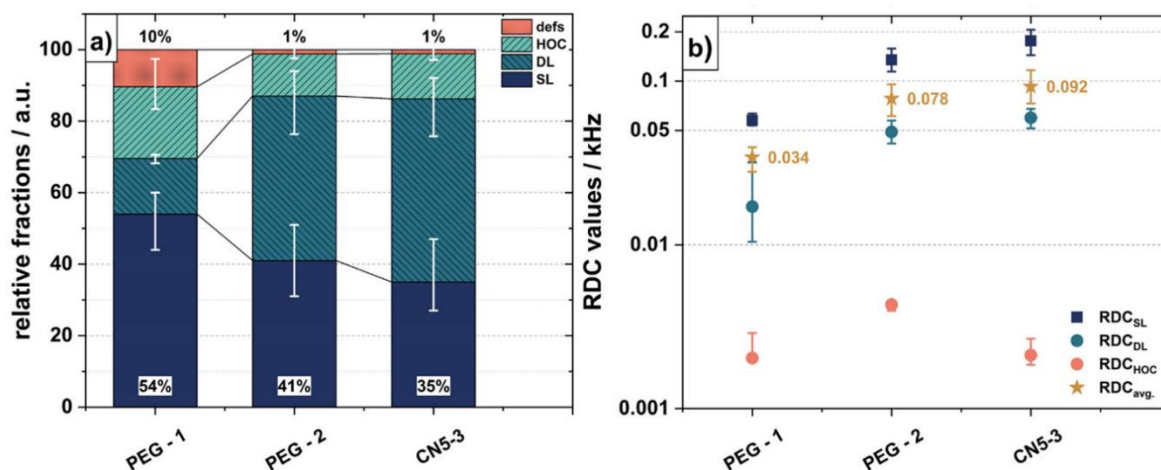 a)
10%
1%
1%
defs
HOC
DL
SL
relative fractions / a.u.
100
80
60
40
20
0
54%
41%
35%
PEG - 1
PEG - 2
CN5-3
b)
RDC values / kHz
0.2
0.1
0.05
0.01
0.001
0.034
0.078
0.092
RDC_SL
RDC_DL
RDC_HOC
RDC_avg.
PEG - 1
PEG - 2
CN5-3